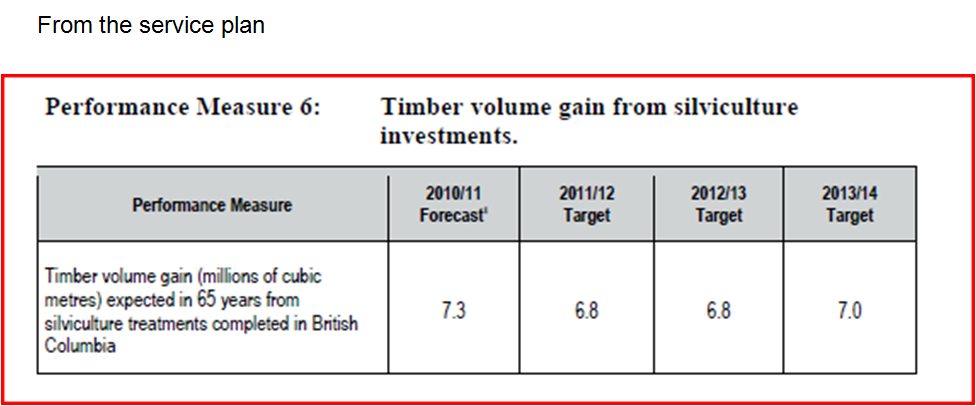 From the service plan
Performance Measure 6: Timber volume gain from silviculture
investments.
Performance Measure
2010/11
Forecast¹
2011/12
Target
2012/13
Target
2013/14
Target
Timber volume gain (millions of cubic
metres) expected in 65 years from
silviculture treatments completed in British
Columbia
7.3
6.8
6.8
7.0